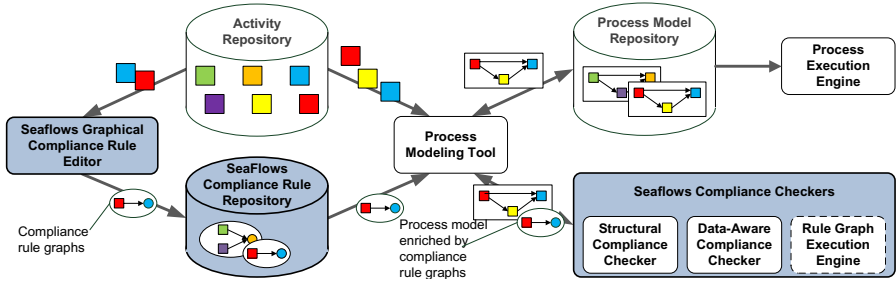 Activity
Repository
Process Model
Repository
Process
Execution
Engine
Seaflows Graphical
Compliance Rule
Editor
Process
Modeling Tool
SeaFlows
Compliance Rule
Repository
Seaflows Compliance Checkers
Structural
Compliance
Checker
Data-Aware
Compliance
Checker
Rule Graph
Execution
Engine
Compliance
rule graphs
Process model
enriched by
compliance
rule graphs